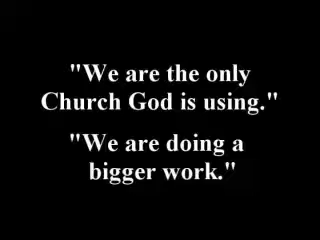 "We are the only
Church God is using."
"We are doing a
bigger work."